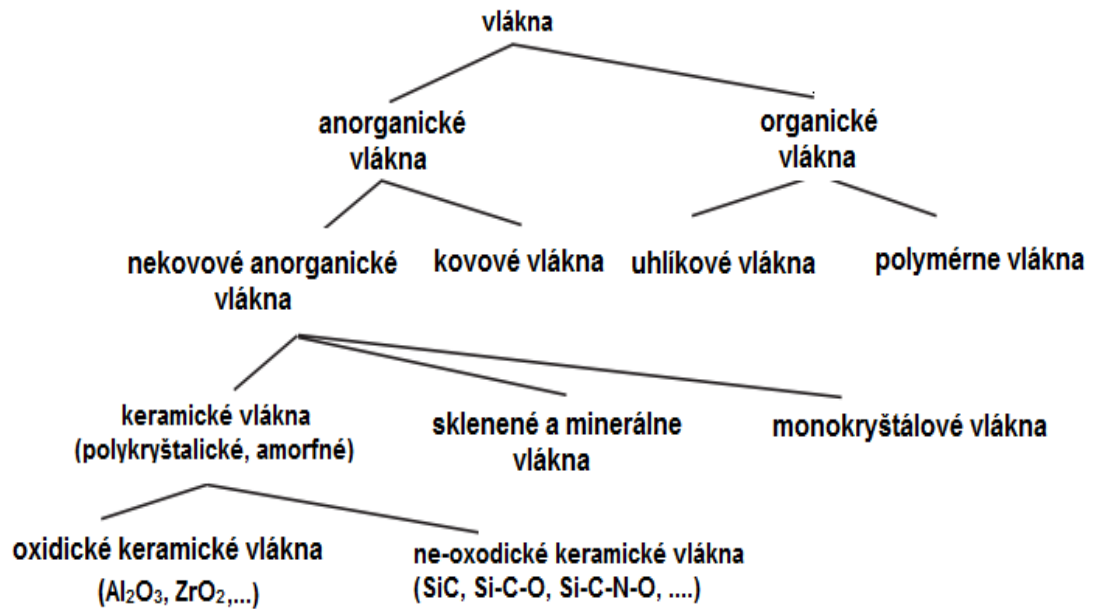 vlákna
anorganické
vlákna
organické
vlákna
nekovové anorganické
vlákna
kovové vlákna
uhlíkové vlákna
polymérne vlákna
keramické vlákna
(polykryštalické, amorfné)
sklenené a minerálne
vlákna
monokryštálové vlákna
oxidické keramické vlákna
(Al₂O₃, ZrO₂,...)
ne-oxodické keramické vlákna
(SiC, Si-C-O, Si-C-N-O, ....)